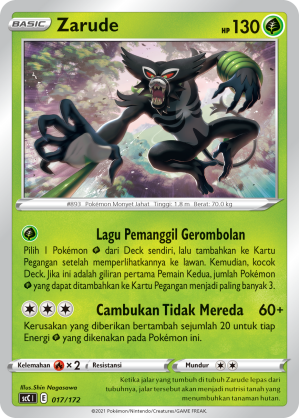 BASIC Zarude HP 130
#893 Pokémon Monyet Jahat. Tinggi: 1.8 m Berat: 70.0 kg
Lagu Pemanggil Gerombolan
Pilih 1 Pokémon dari Deck sendiri, lalu tambahkan ke Kartu
Pegangan setelah memperlihatkannya ke lawan. Kemudian, kocok
Deck. Jika ini adalah giliran pertama Pemain Kedua, jumlah Pokémon
yang dapat ditambahkan ke Kartu Pegangan menjadi paling banyak 3.
Cambukan Tidak Mereda 60+
Kerusakan yang diberikan bertambah sejumlah 20 untuk tiap
Energi yang dikenakan pada Pokémon ini.
Kelemahan × 2 Resistansi Mundur
Illus. Shin Nagasawa
SC1 I E 017/172
Ketika jalar yang tumbuh di tubuh Zarude lepas dari
tubuhnya, jalar tersebut akan menjadi nutrisi bumi dan
menumbuhkan tanaman hutan.
©2021 Pokémon/Nintendo/Creatures/GAME FREAK